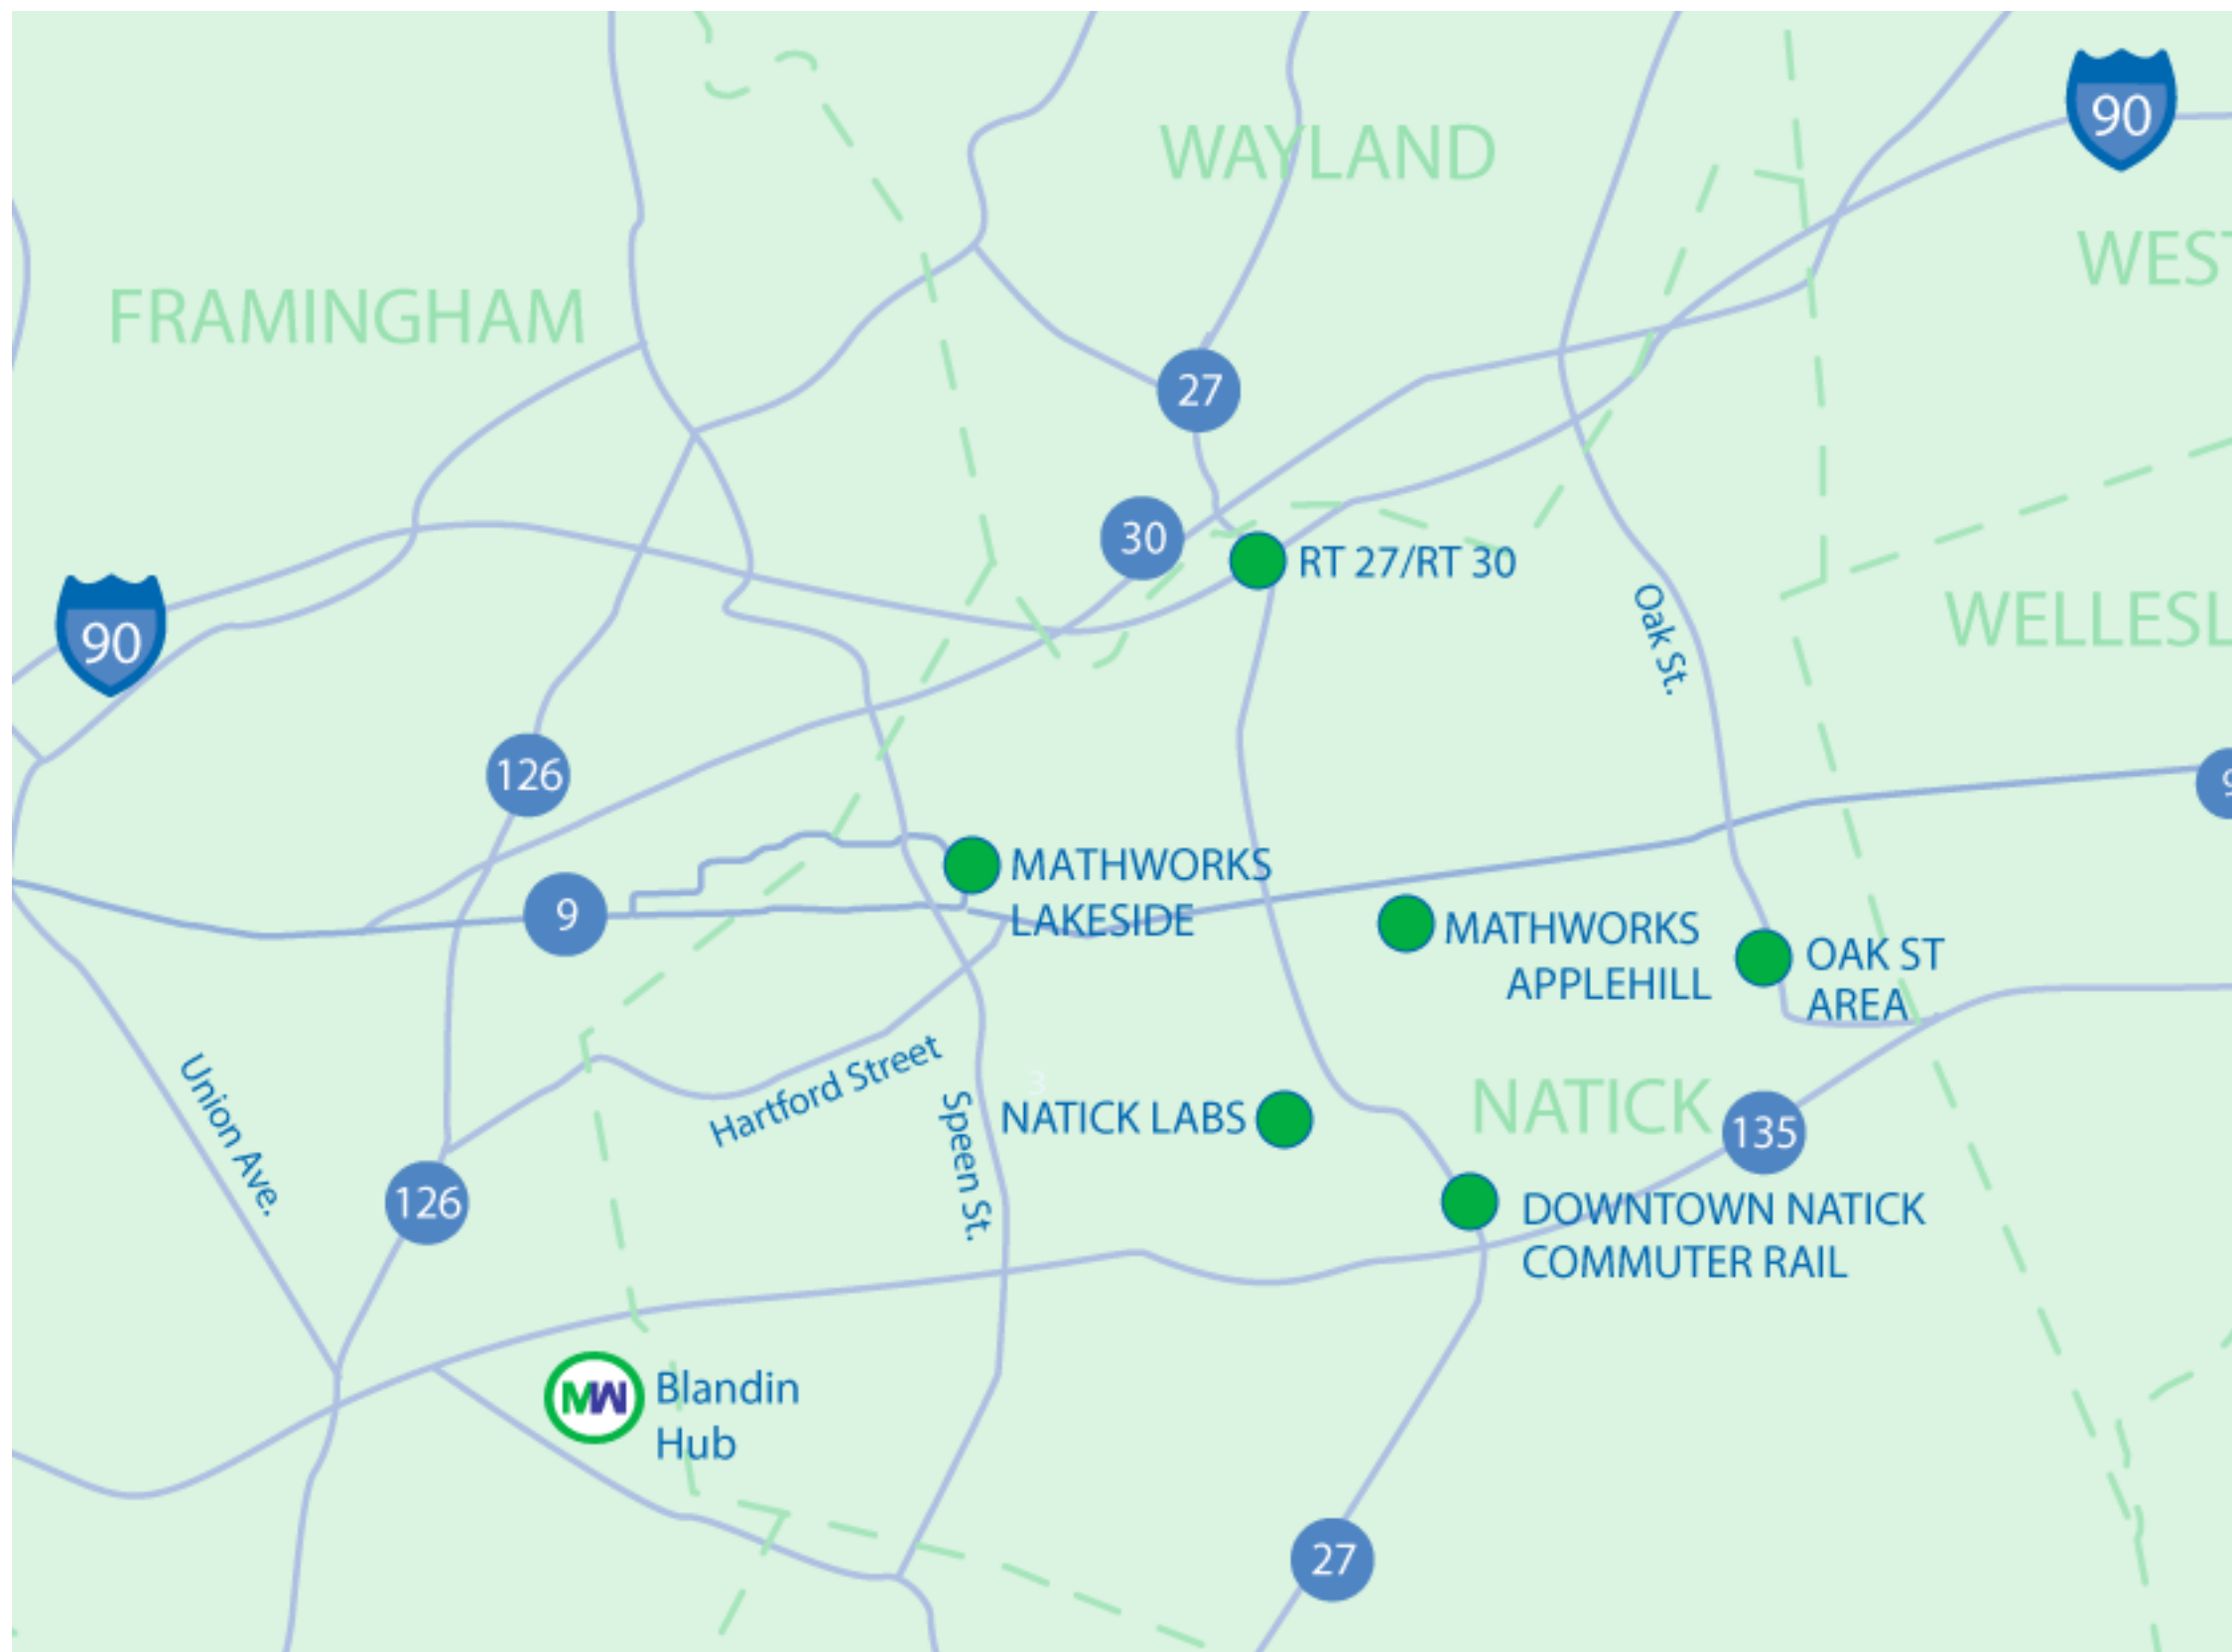 90
WAYLAND
WEST
FRAMINGHAM
27
30
RT 27/RT 30
Oak St.
WELLESL
90
126
9
MATHWORKS
LAKESIDE
9
MATHWORKS
APPLEHILL
OAK ST
AREA
Union Ave.
Hartford Street
3
Speen St.
NATICK LABS
NATICK
135
126
DOWNTOWN NATICK
COMMUTER RAIL
MW
Blandin
Hub
27